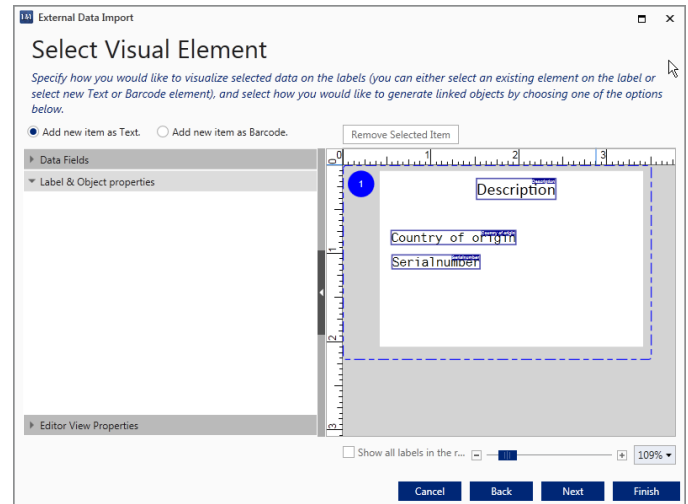 External Data Import
Select Visual Element
Specify how you would like to visualize selected data on the labels (you can either select an existing element on the label or
select new Text or Barcode element), and select how you would like to generate linked objects by choosing one of the options
below.
Add new item as Text.
Add new item as Barcode.
Remove Selected Item
Data Fields
Label & Object properties
Editor View Properties
0 1 2 3
0
1
2
3
1
Description
Description
Country of origin
Serialnumber
Serialnumber
Show all labels in the r...
109%
Cancel
Back
Next
Finish